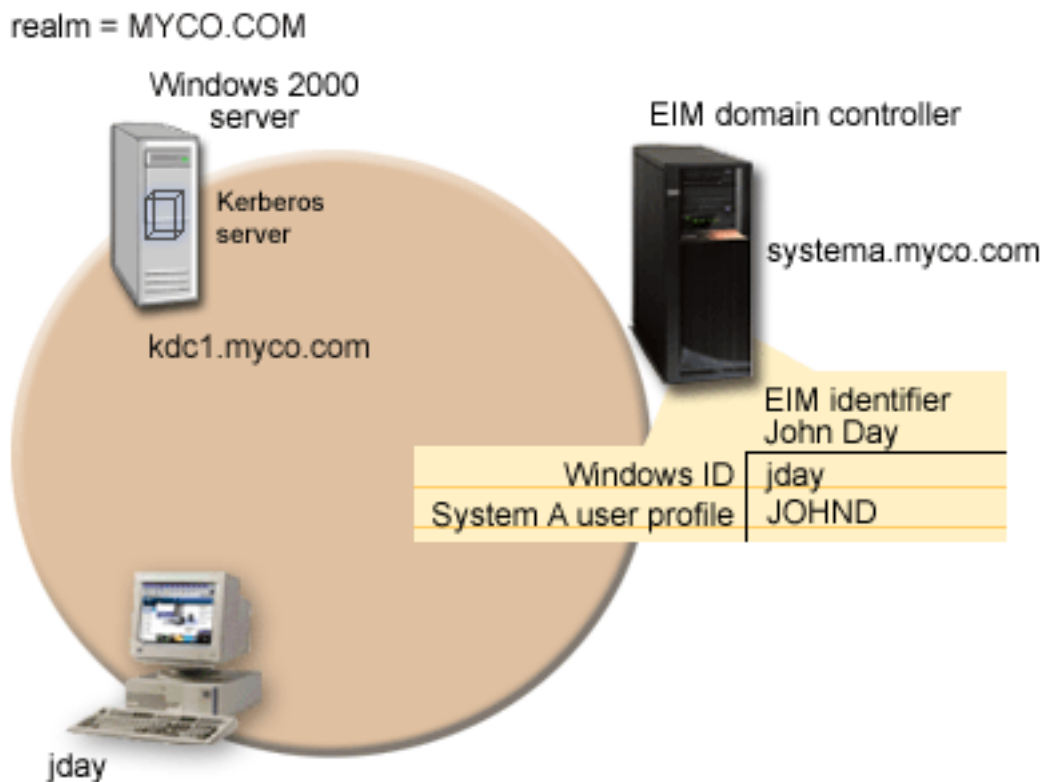 realm = MYCO.COM
Windows 2000
server
EIM domain controller
Kerberos
server
systema.myco.com
kdc1.myco.com
EIM identifier
John Day
Windows ID jday
System A user profile JOHND
jday